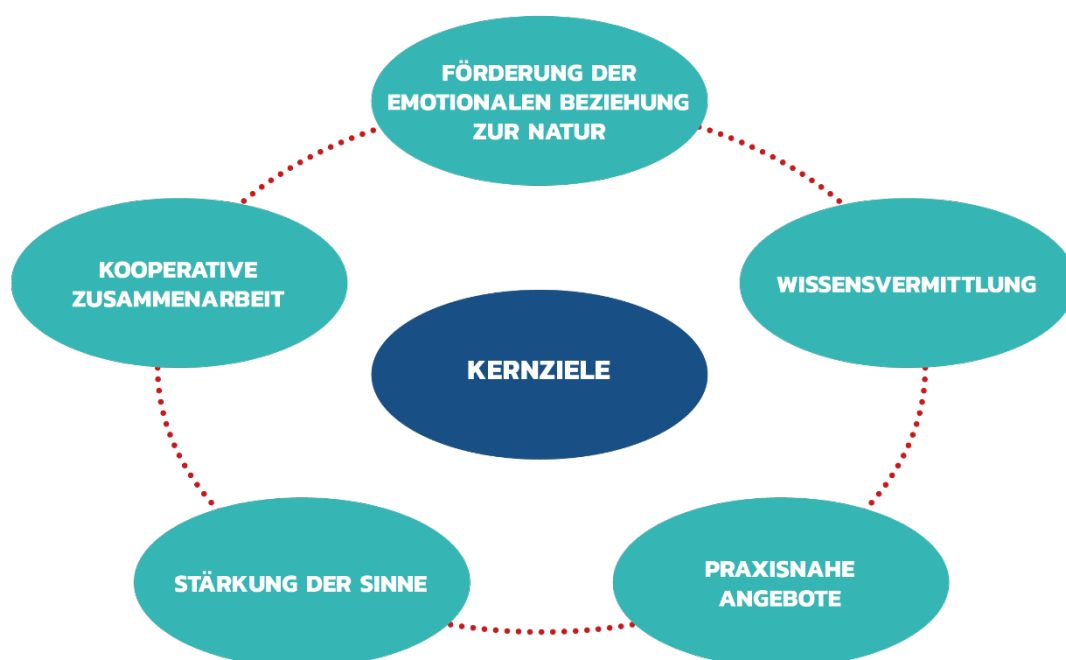 FÖRDERUNG DER
EMOTIONALEN BEZIEHUNG
ZUR NATUR
KOOPERATIVE
ZUSAMMENARBEIT
WISSENSVERMITTLUNG
KERNZIELE
STÄRKUNG DER SINNE
PRAXISNAHE
ANGEBOTE